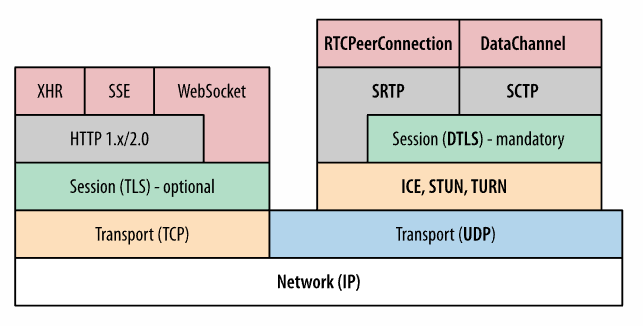 RTCPeerConnection DataChannel
XHR SSE WebSocket SRTP SCTP
HTTP 1.x/2.0 Session (DTLS) - mandatory
Session (TLS) - optional ICE, STUN, TURN
Transport (TCP) Transport (UDP)
Network (IP)